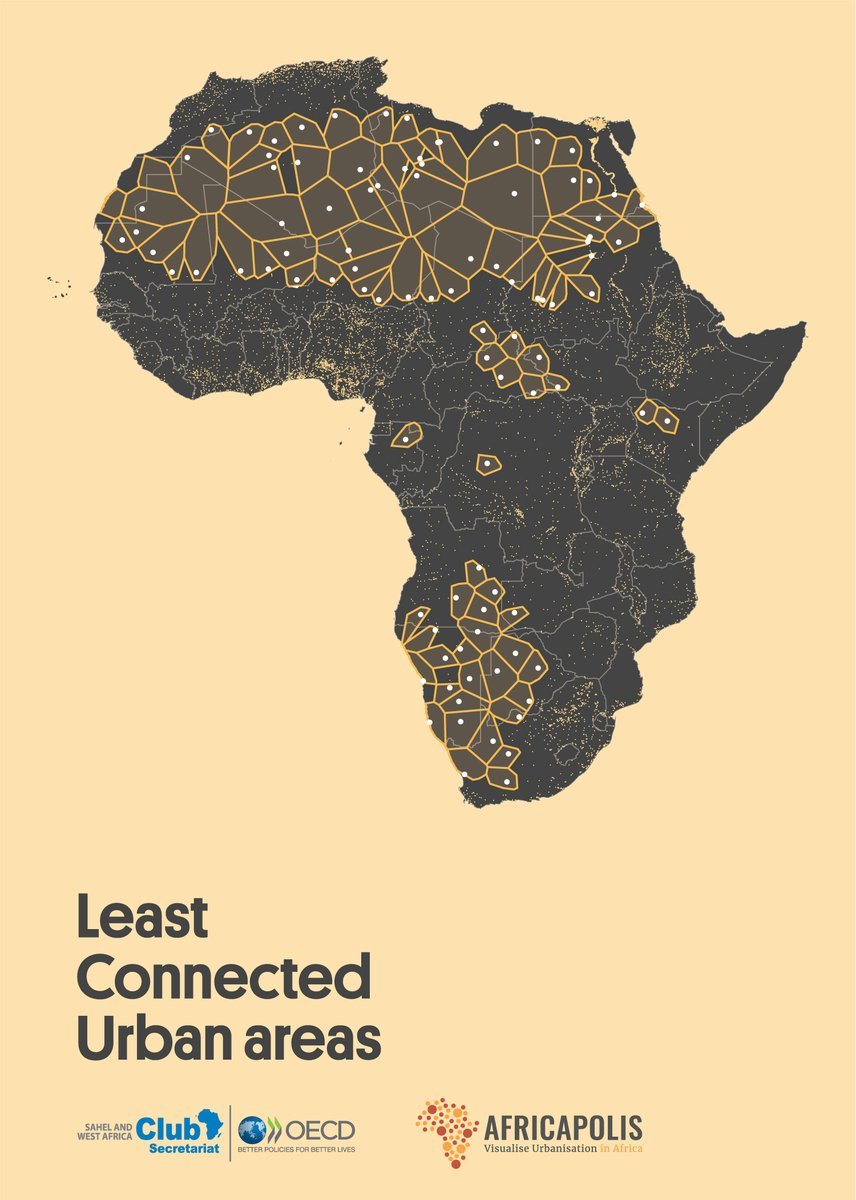 Least
Connected
Urban areas
SAHEL AND
WEST AFRICA
Club
Secretariat
OECD
BETTER POLICIES FOR BETTER LIVES
AFRICAPOLIS
Visualise Urbanisation in Africa